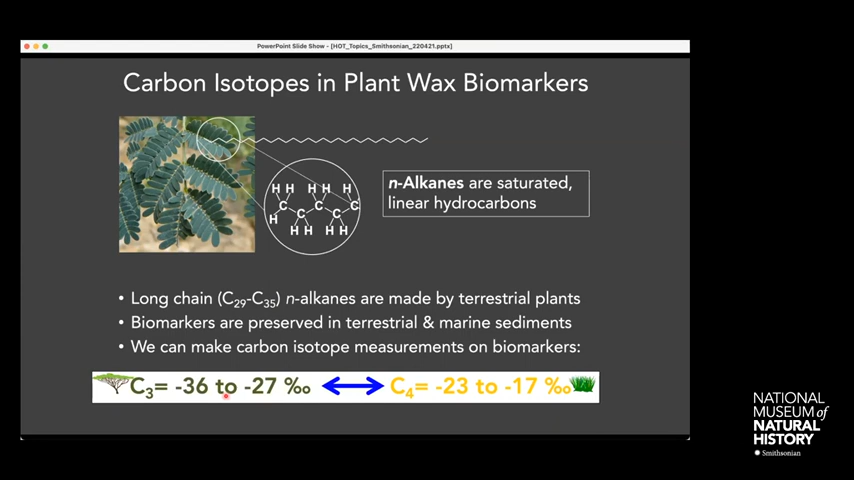 PowerPoint Slide Show - [HOT_Topics_Smithsonian_220421.pptx]
Carbon Isotopes in Plant Wax Biomarkers
H H H H H
C C C
H C C C
H H H H
n-Alkanes are saturated,
linear hydrocarbons
• Long chain (C₂₉-C₃₅) n-alkanes are made by terrestrial plants
• Biomarkers are preserved in terrestrial & marine sediments
• We can make carbon isotope measurements on biomarkers:
C₃= -36 to -27 ‰
C₄= -23 to -17 ‰
NATIONAL
MUSEUM of
NATURAL
HISTORY
Smithsonian